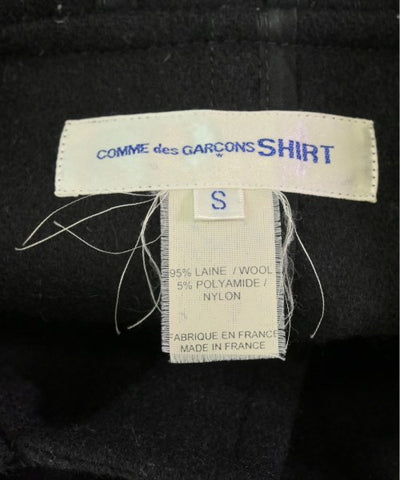 COMME des GARÇONS SHIRT
S
95% LAINE / WOOL
5% POLYAMIDE /
NYLON
FABRIQUE EN FRANCE
MADE IN FRANCE